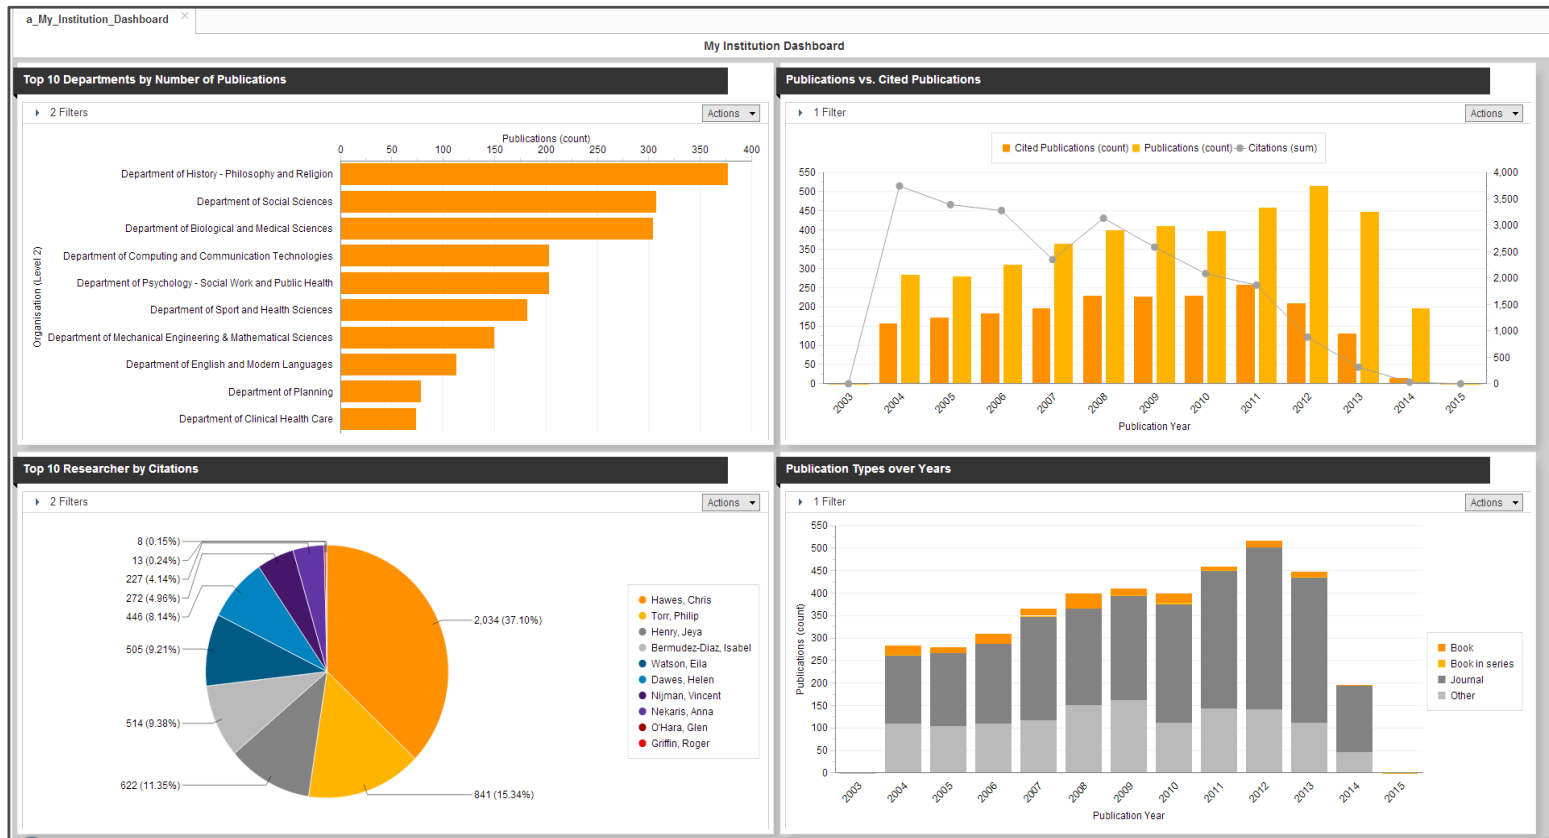 a_My_Institution_Dashboard
My Institution Dashboard
Top 10 Departments by Number of Publications
2 Filters
Actions
Publications (count)
0 50 100 150 200 250 300 350 400
Organisation (Level 2)
Department of History - Philosophy and Religion
Department of Social Sciences
Department of Biological and Medical Sciences
Department of Computing and Communication Technologies
Department of Psychology - Social Work and Public Health
Department of Sport and Health Sciences
Department of Mechanical Engineering & Mathematical Sciences
Department of English and Modern Languages
Department of Planning
Department of Clinical Health Care
Publications vs. Cited Publications
1 Filter
Actions
Cited Publications (count) Publications (count) Citations (sum)
550
500
450
400
350
300
250
200
150
100
50
0
4,000
3,500
3,000
2,500
2,000
1,500
1,000
500
0
2003 2004 2005 2006 2007 2008 2009 2010 2011 2012 2013 2014 2015
Publication Year
Top 10 Researcher by Citations
2 Filters
Actions
8 (0.15%)
13 (0.24%)
227 (4.14%)
272 (4.96%)
446 (8.14%)
505 (9.21%)
514 (9.38%)
622 (11.35%)
2,034 (37.10%)
841 (15.34%)
Hawes, Chris
Torr, Philip
Henry, Jeya
Bermudez-Diaz, Isabel
Watson, Eila
Dawes, Helen
Nijman, Vincent
Nekaris, Anna
O'Hara, Glen
Griffin, Roger
Publication Types over Years
1 Filter
Actions
Publications (count)
550
500
450
400
350
300
250
200
150
100
50
0
2003 2004 2005 2006 2007 2008 2009 2010 2011 2012 2013 2014 2015
Publication Year
Book
Book in series
Journal
Other